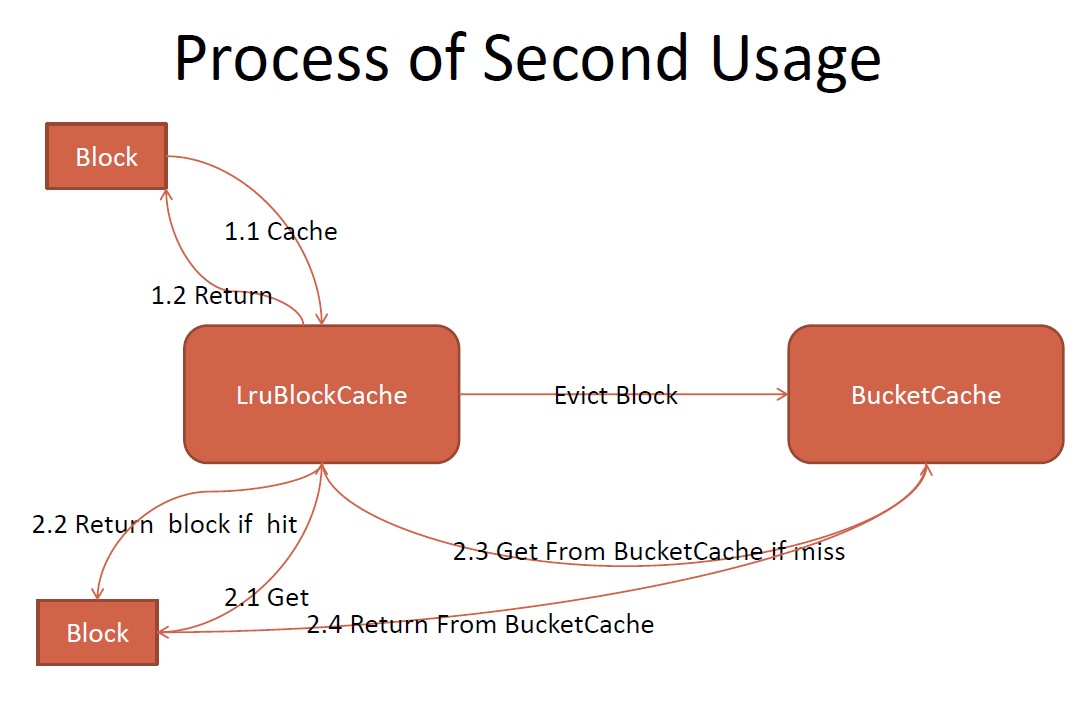 Process of Second Usage
Block
1.1 Cache
1.2 Return
LruBlockCache
Evict Block
BucketCache
2.2 Return block if hit
2.3 Get From BucketCache if miss
2.1 Get
2.4 Return From BucketCache
Block